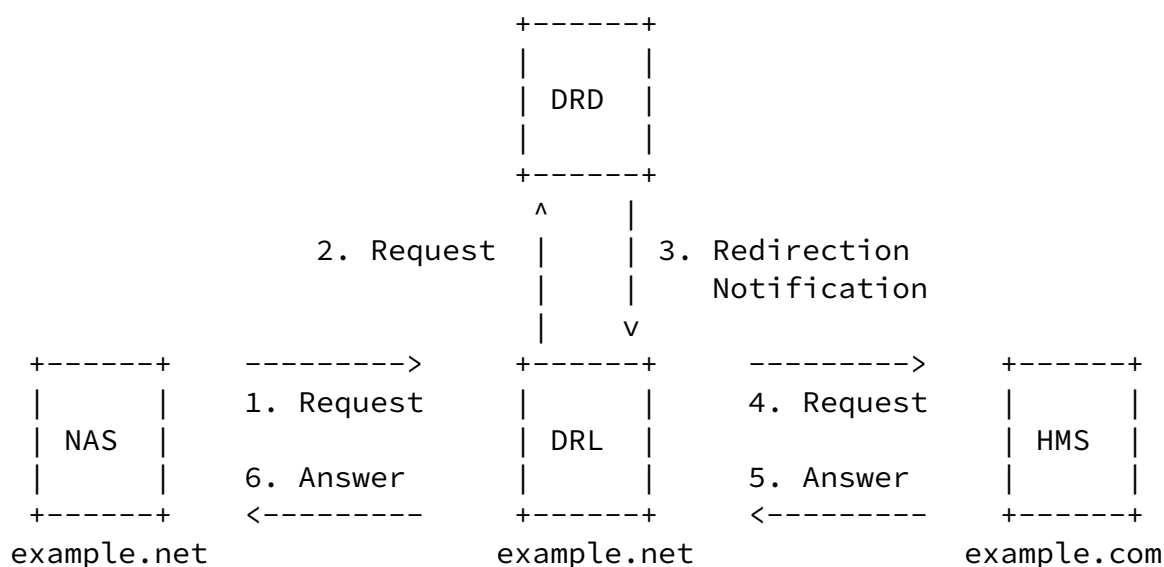 DRD
2. Request
3. Redirection
Notification
1. Request
4. Request
NAS
DRL
HMS
6. Answer
5. Answer
example.net
example.net
example.com